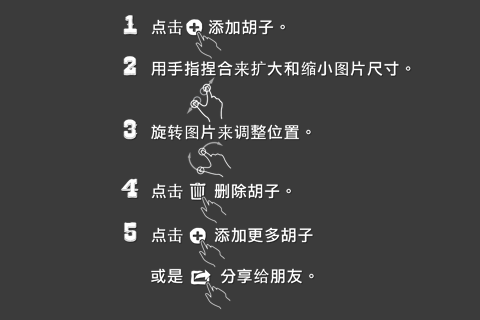 1 点击 添加胡子。
2 用手指捏合来扩大和缩小图片尺寸。
3 旋转图片来调整位置。
4 点击 删除胡子。
5 点击 添加更多胡子
或是 分享给朋友。